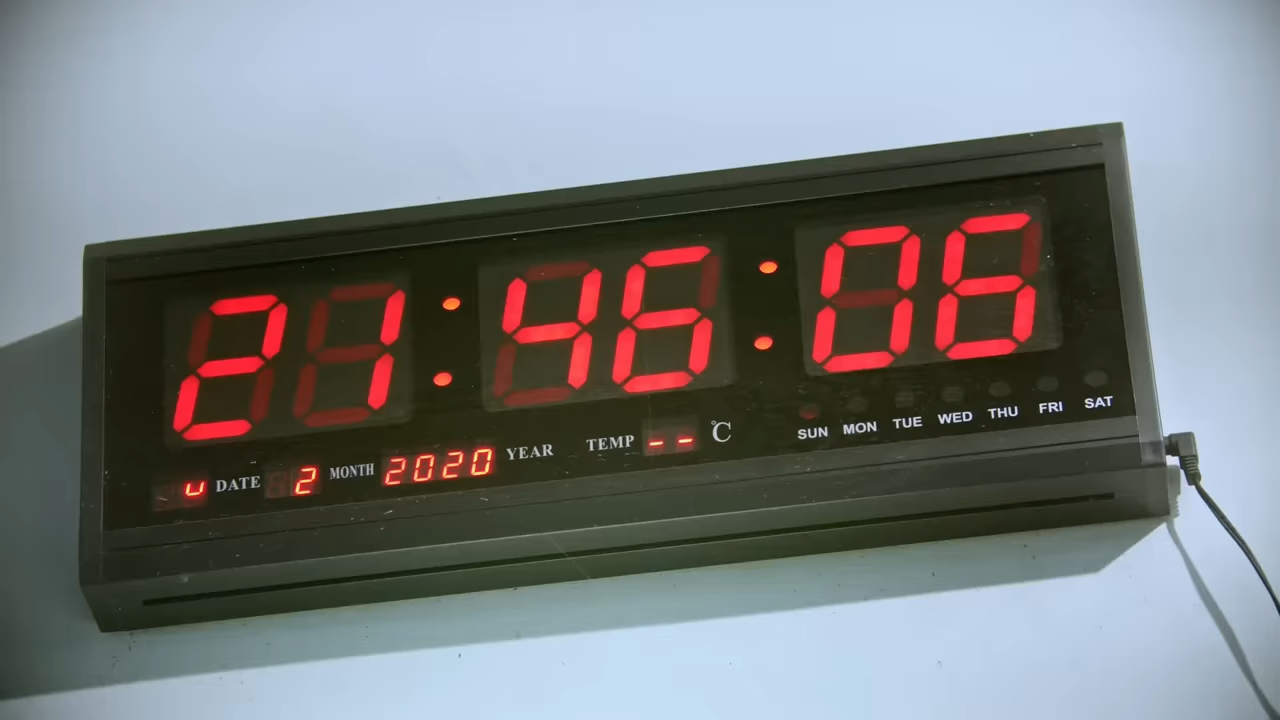 21:46:06
SUN MON TUE WED THU FRI SAT
DATE 2 MONTH 2020 YEAR TEMP -- °C